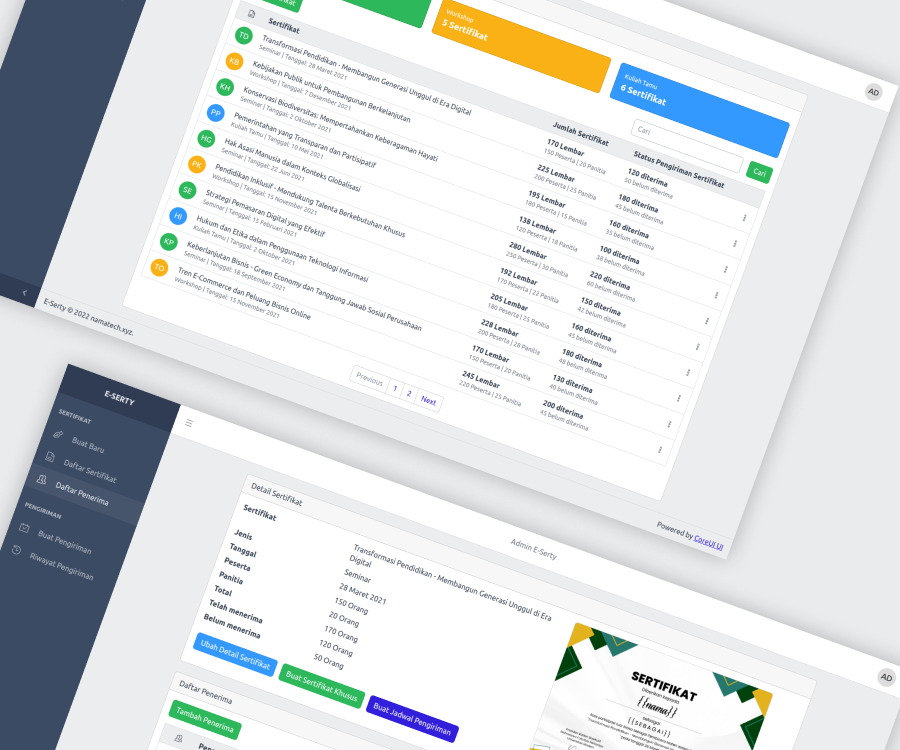 Workshop
5 Sertifikat
Kuliah Tamu
6 Sertifikat
AD
Sertifikat
Jumlah Sertifikat
Status Pengiriman Sertifikat
Cari
Cari
TD
Transformasi Pendidikan - Membangun Generasi Unggul di Era Digital
Seminar | Tanggal: 28 Maret 2021
170 Lembar
150 Peserta | 20 Panitia
120 diterima
50 belum diterima
KB
Kebijakan Publik untuk Pembangunan Berkelanjutan
Workshop | Tanggal: 7 Desember 2021
225 Lembar
200 Peserta | 25 Panitia
180 diterima
45 belum diterima
KH
Konservasi Biodiversitas: Mempertahankan Keberagaman Hayati
Seminar | Tanggal: 2 Oktober 2021
195 Lembar
180 Peserta | 15 Panitia
160 diterima
35 belum diterima
PP
Pemerintahan yang Transparan dan Partisipatif
Kuliah Tamu | Tanggal: 10 Mei 2021
138 Lembar
120 Peserta | 18 Panitia
100 diterima
38 belum diterima
HG
Hak Asasi Manusia dalam Konteks Globalisasi
Seminar | Tanggal: 22 Juni 2021
280 Lembar
250 Peserta | 30 Panitia
220 diterima
60 belum diterima
PK
Pendidikan Inklusif - Mendukung Talenta Berkebutuhan Khusus
Workshop | Tanggal: 15 November 2021
192 Lembar
170 Peserta | 22 Panitia
150 diterima
42 belum diterima
SE
Strategi Pemasaran Digital yang Efektif
Seminar | Tanggal: 15 Februari 2021
205 Lembar
180 Peserta | 25 Panitia
160 diterima
45 belum diterima
HI
Hukum dan Etika dalam Penggunaan Teknologi Informasi
Kuliah Tamu | Tanggal: 2 Oktober 2021
228 Lembar
200 Peserta | 28 Panitia
180 diterima
48 belum diterima
KP
Keberlanjutan Bisnis - Green Economy dan Tanggung Jawab Sosial Perusahaan
Seminar | Tanggal: 18 September 2021
170 Lembar
150 Peserta | 20 Panitia
130 diterima
40 belum diterima
TO
Tren E-Commerce dan Peluang Bisnis Online
Workshop | Tanggal: 15 November 2021
245 Lembar
220 Peserta | 25 Panitia
200 diterima
45 belum diterima
Previous 1 2 Next
E-Serty © 2022 namatech.xyz.
Powered by CoreUI UI
E-SERTY
SERTIFIKAT
Buat Baru
Daftar Sertifikat
Daftar Penerima
PENGIRIMAN
Buat Pengiriman
Riwayat Pengiriman
Admin E-Serty
AD
Detail Sertifikat
Sertifikat
Transformasi Pendidikan - Membangun Generasi Unggul di Era
Digital
Jenis
Seminar
Tanggal
28 Maret 2021
Peserta
150 Orang
Panitia
20 Orang
Total
170 Orang
Telah menerima
120 Orang
Belum menerima
50 Orang
Ubah Detail Sertifikat
Buat Sertifikat Khusus
Buat Jadwal Pengiriman
SERTIFIKAT
Diberikan kepada
{{nama}}
sebagai
{{SEBAGAI}}
Daftar Penerima
Tambah Penerima